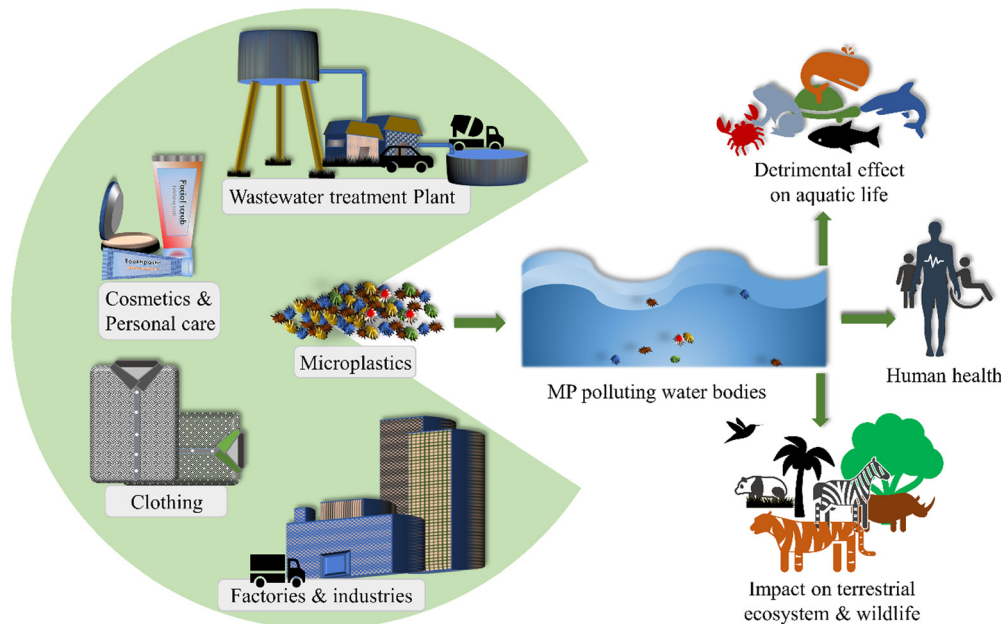 Wastewater treatment Plant
Facial scrub
Toothpaste
Cosmetics &
Personal care
Microplastics
Clothing
Factories & industries
MP polluting water bodies
Detrimental effect
on aquatic life
Human health
Impact on terrestrial
ecosystem & wildlife